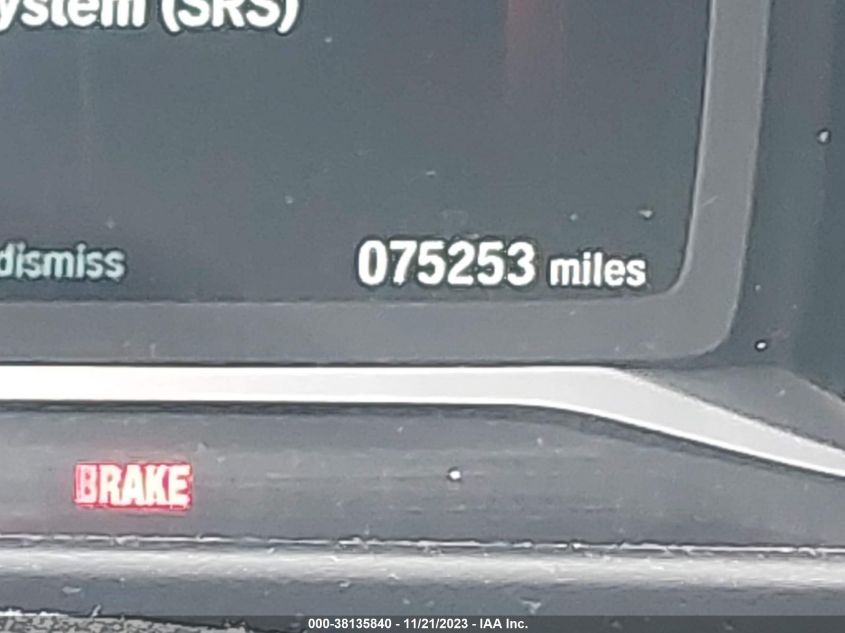 ystem (SRS)
dismiss 075253 miles
BRAKE
000-38135840 - 11/21/2023 - IAA Inc.